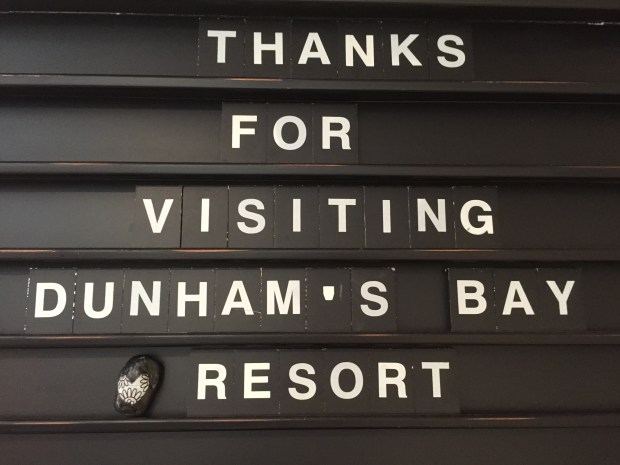 THANKS
FOR
VISITING
DUNHAM'S BAY
RESORT